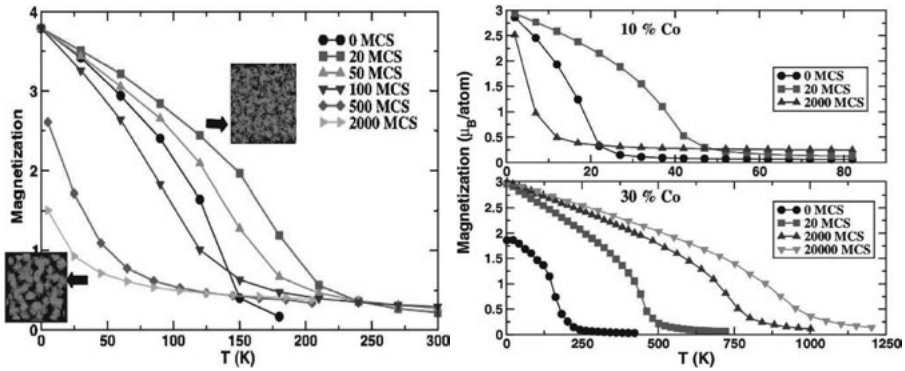 4
3
2
1
0
Magnetization
0 MCS
20 MCS
50 MCS
100 MCS
500 MCS
2000 MCS
0 50 100 150 200 250 300
T (K)
Magnetization (μB/atom)
3
2.5
2
1.5
1
0.5
0
10 % Co
0 MCS
20 MCS
2000 MCS
0 20 40 60 80
3
2.5
2
1.5
1
0.5
0
30 % Co
0 MCS
20 MCS
2000 MCS
20000 MCS
0 250 500 750 1000 1250
T (K)